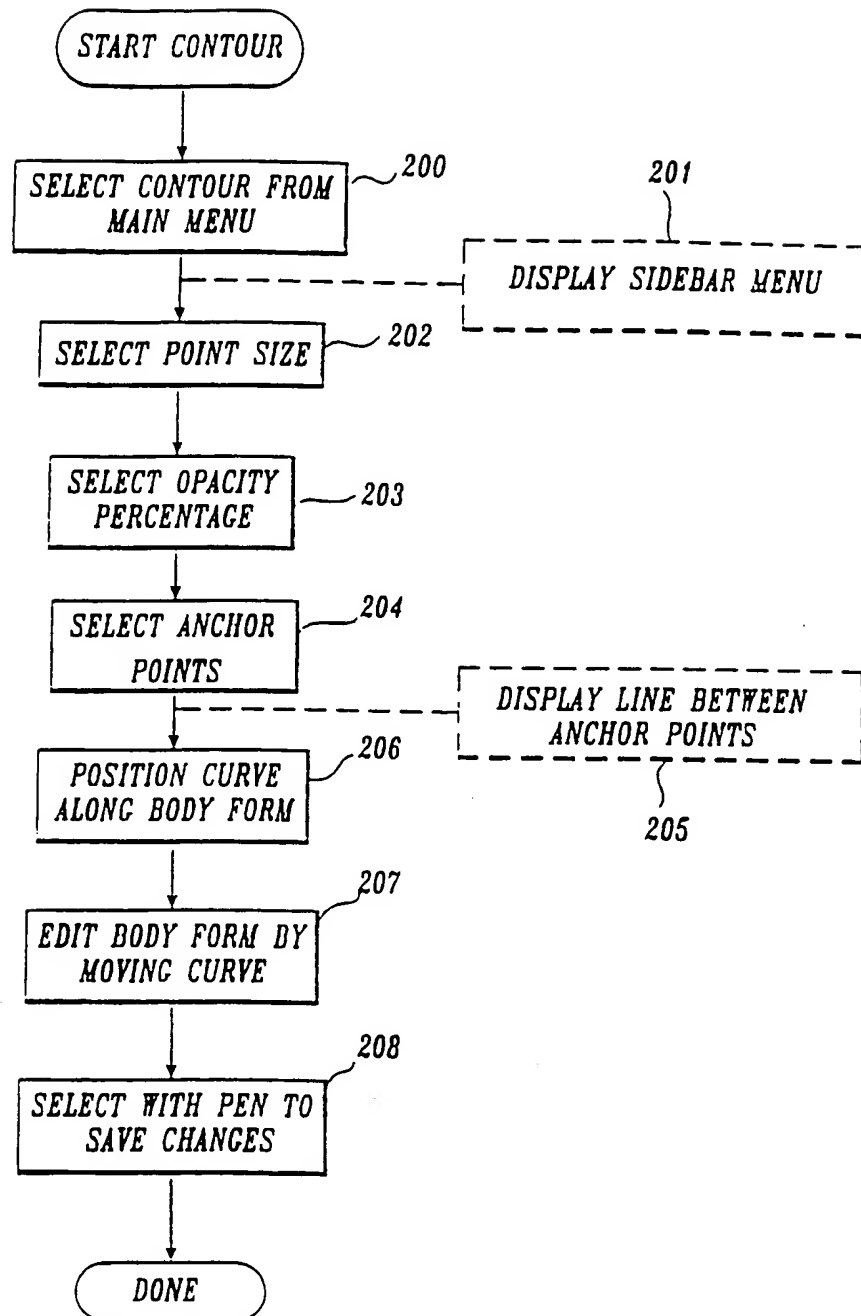 START CONTOUR
200
SELECT CONTOUR FROM
MAIN MENU
201
DISPLAY SIDEBAR MENU
202
SELECT POINT SIZE
203
SELECT OPACITY
PERCENTAGE
204
SELECT ANCHOR
POINTS
DISPLAY LINE BETWEEN
ANCHOR POINTS
205
206
POSITION CURVE
ALONG BODY FORM
207
EDIT BODY FORM BY
MOVING CURVE
208
SELECT WITH PEN TO
SAVE CHANGES
DONE